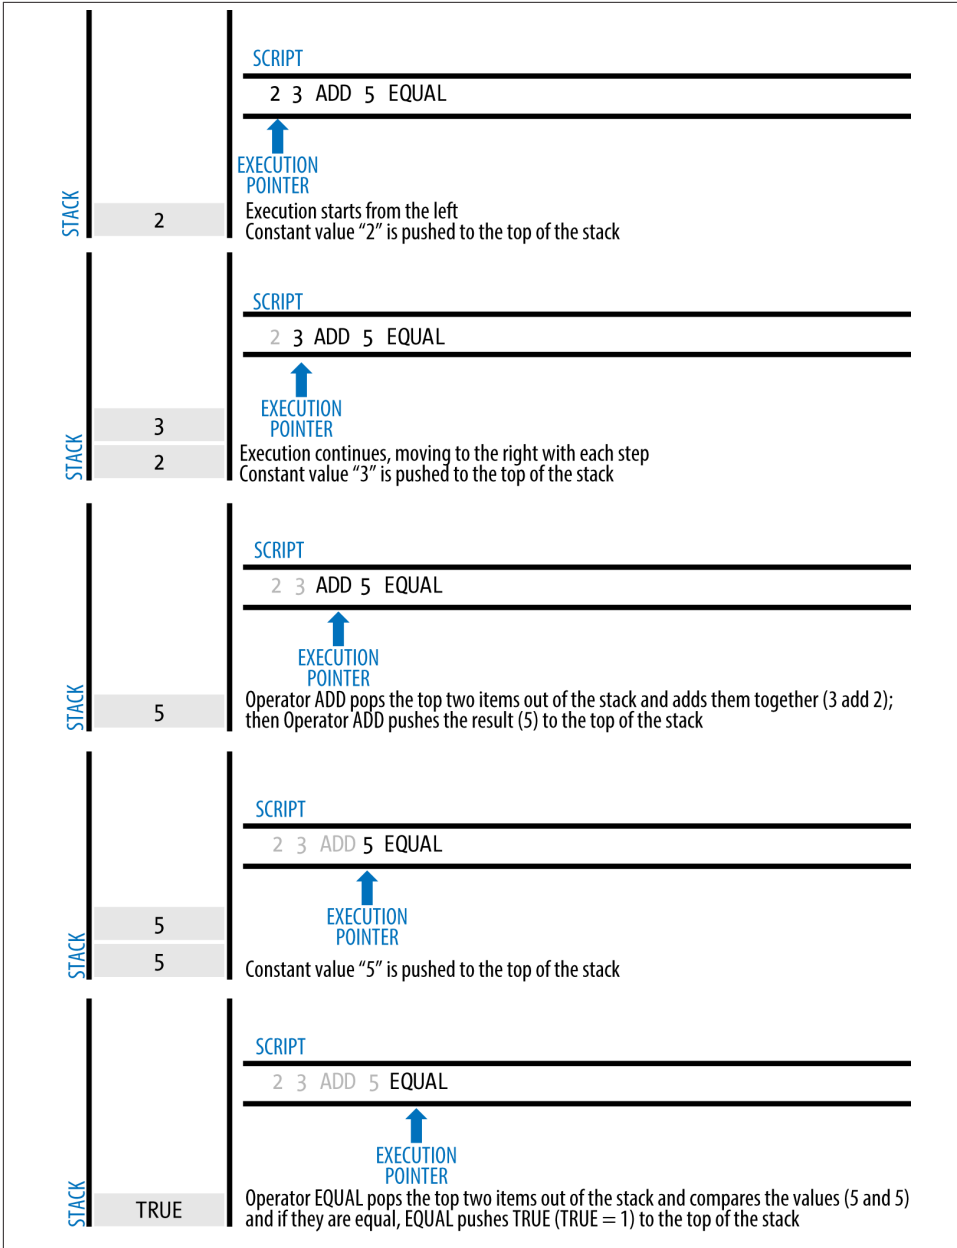 SCRIPT
2 3 ADD 5 EQUAL
EXECUTION
POINTER
STACK
2
Execution starts from the left
Constant value “2” is pushed to the top of the stack
SCRIPT
2 3 ADD 5 EQUAL
EXECUTION
POINTER
STACK
3
2
Execution continues, moving to the right with each step
Constant value “3” is pushed to the top of the stack
SCRIPT
2 3 ADD 5 EQUAL
EXECUTION
POINTER
STACK
5
Operator ADD pops the top two items out of the stack and adds them together (3 add 2);
then Operator ADD pushes the result (5) to the top of the stack
SCRIPT
2 3 ADD 5 EQUAL
EXECUTION
POINTER
STACK
5
5
Constant value “5” is pushed to the top of the stack
SCRIPT
2 3 ADD 5 EQUAL
EXECUTION
POINTER
STACK
TRUE
Operator EQUAL pops the top two items out of the stack and compares the values (5 and 5)
and if they are equal, EQUAL pushes TRUE (TRUE = 1) to the top of the stack